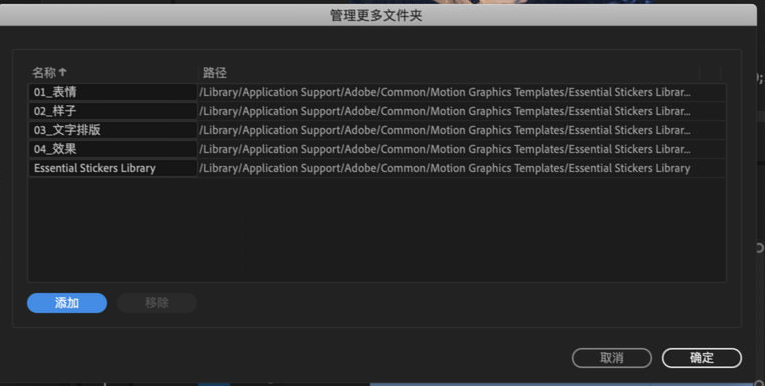 管理更多文件夹
名称↑ 路径
01_表情 /Library/Application Support/Adobe/Common/Motion Graphics Templates/Essential Stickers Librar...
02_样子 /Library/Application Support/Adobe/Common/Motion Graphics Templates/Essential Stickers Librar...
03_文字排版 /Library/Application Support/Adobe/Common/Motion Graphics Templates/Essential Stickers Librar...
04_效果 /Library/Application Support/Adobe/Common/Motion Graphics Templates/Essential Stickers Librar...
Essential Stickers Library /Library/Application Support/Adobe/Common/Motion Graphics Templates/Essential Stickers Library
添加 移除
取消 确定